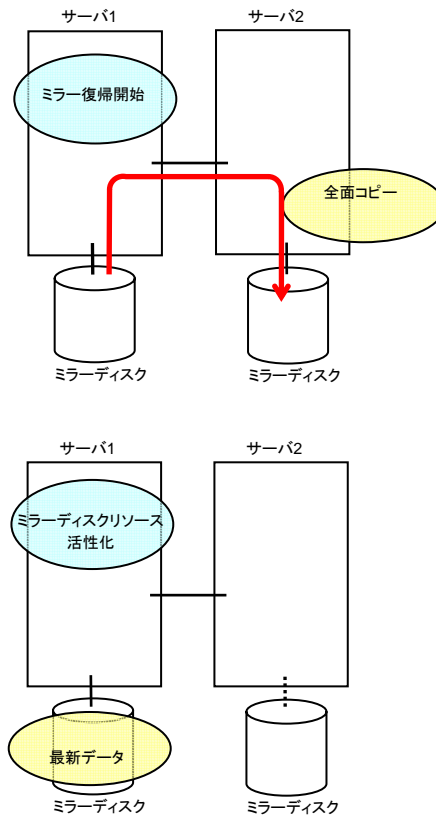 サーバ1
サーバ2
ミラー復帰開始
全面コピー
ミラーディスク
ミラーディスク
サーバ1
サーバ2
ミラーディスクリソース
活性化
最新データ
ミラーディスク
ミラーディスク